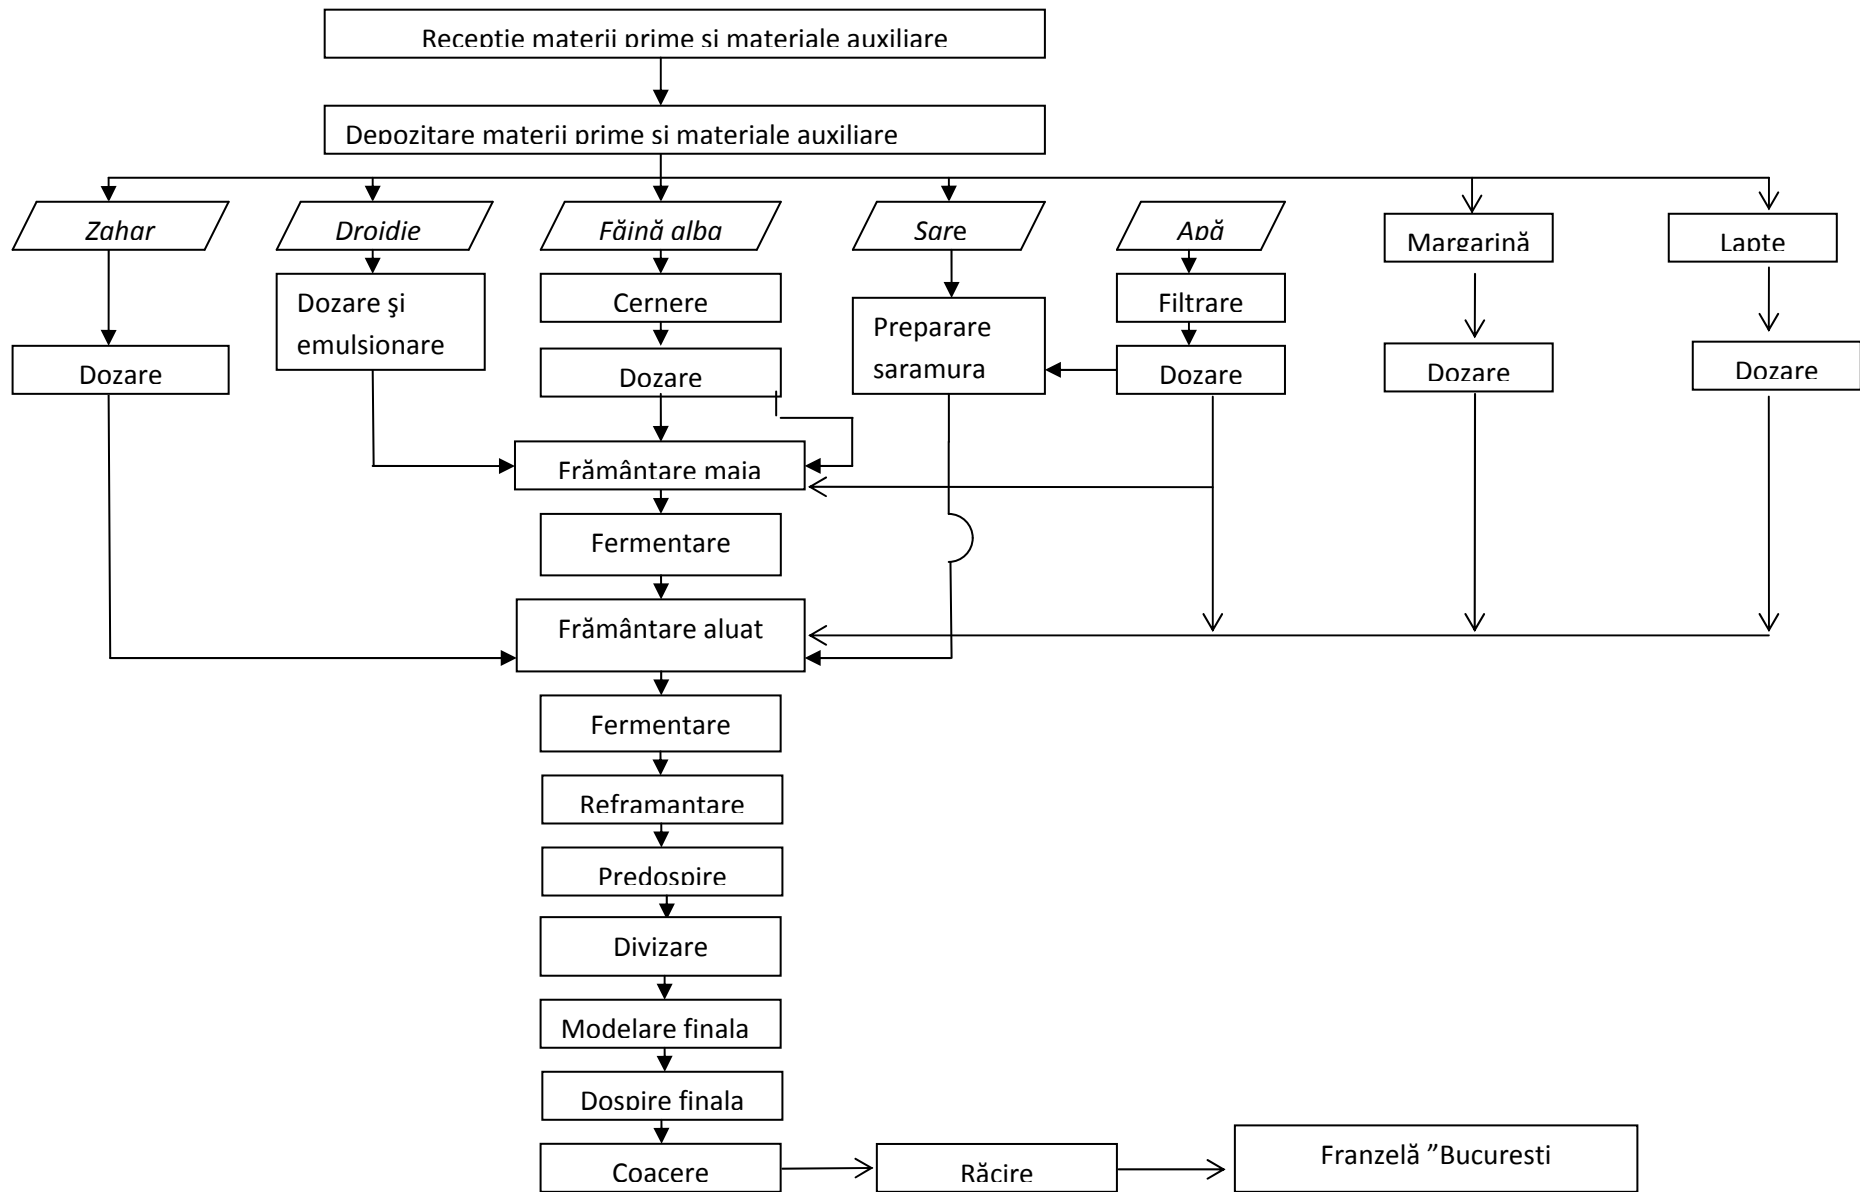 Recepție materii prime si materiale auxiliare
Depozitare materii prime si materiale auxiliare
Zahar
Droidie
Făină alba
Sare
Apă
Margarină
Lapte
Dozare şi
emulsionare
Cernere
Filtrare
Preparare
saramura
Dozare
Dozare
Dozare
Dozare
Dozare
Frământare maia
Fermentare
Frământare aluat
Fermentare
Reframantare
Predospire
Divizare
Modelare finala
Dospire finala
Coacere
Răcire
Franzelă ”Bucuresti